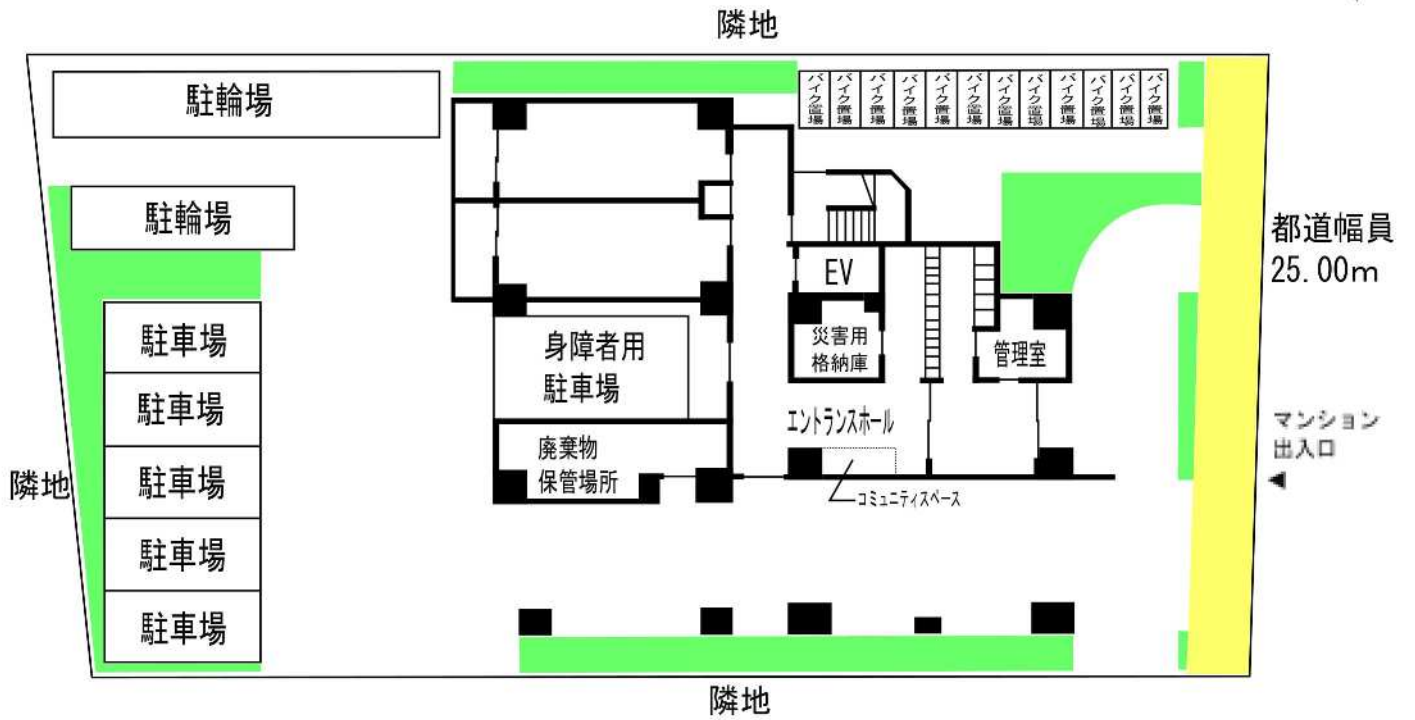 隣地
駐輪場
バイク置場
バイク置場
バイク置場
バイク置場
バイク置場
バイク置場
バイク置場
バイク置場
バイク置場
バイク置場
バイク置場
バイク置場
駐輪場
都道幅員
25.00m
EV
災害用
格納庫
管理室
身障者用
駐車場
駐車場
駐車場
駐車場
駐車場
駐車場
エントランスホール
廃棄物
保管場所
コミュニティスペース
マンション
出入口
隣地
隣地